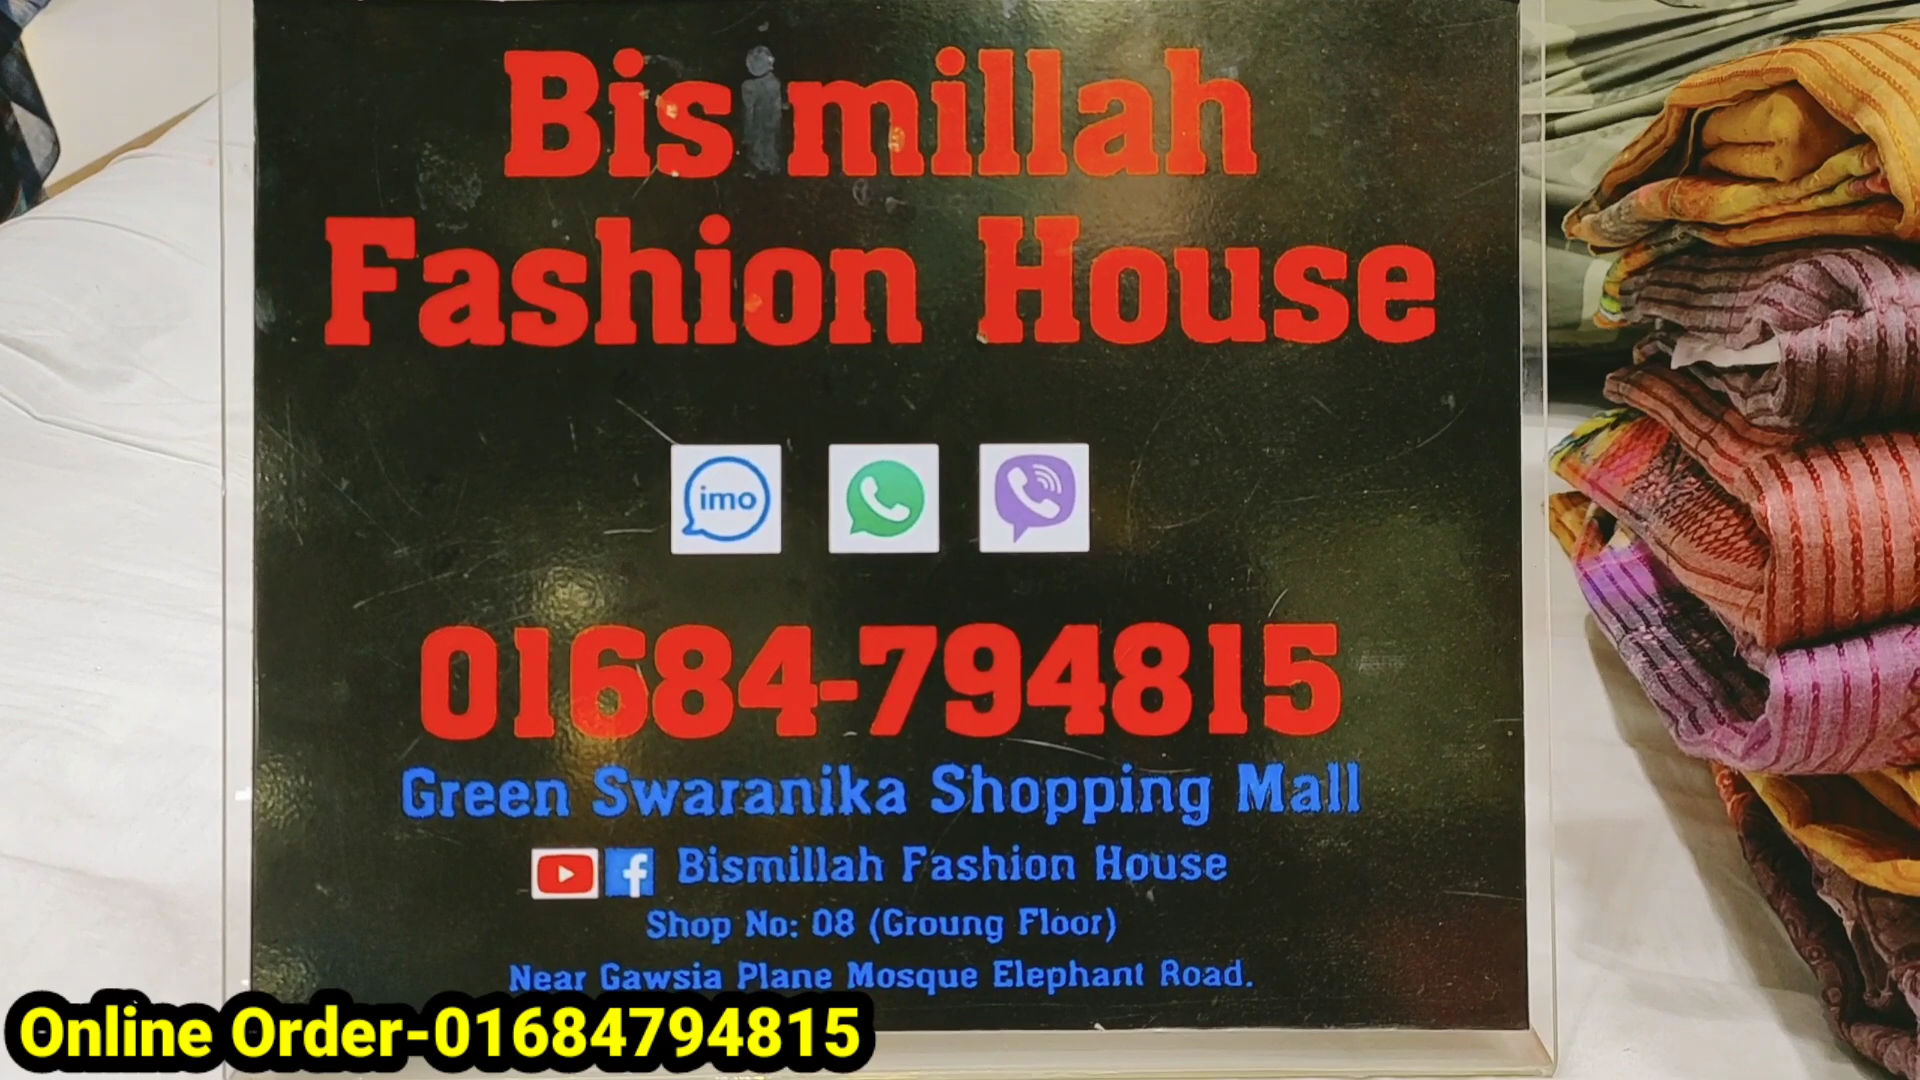 Bismillah
Fashion House
imo
01684-794815
Green Swaranika Shopping Mall
Bismillah Fashion House
Shop No: 08 (Groung Floor)
Near Gawsia Plane Mosque Elephant Road.
Online Order-01684794815